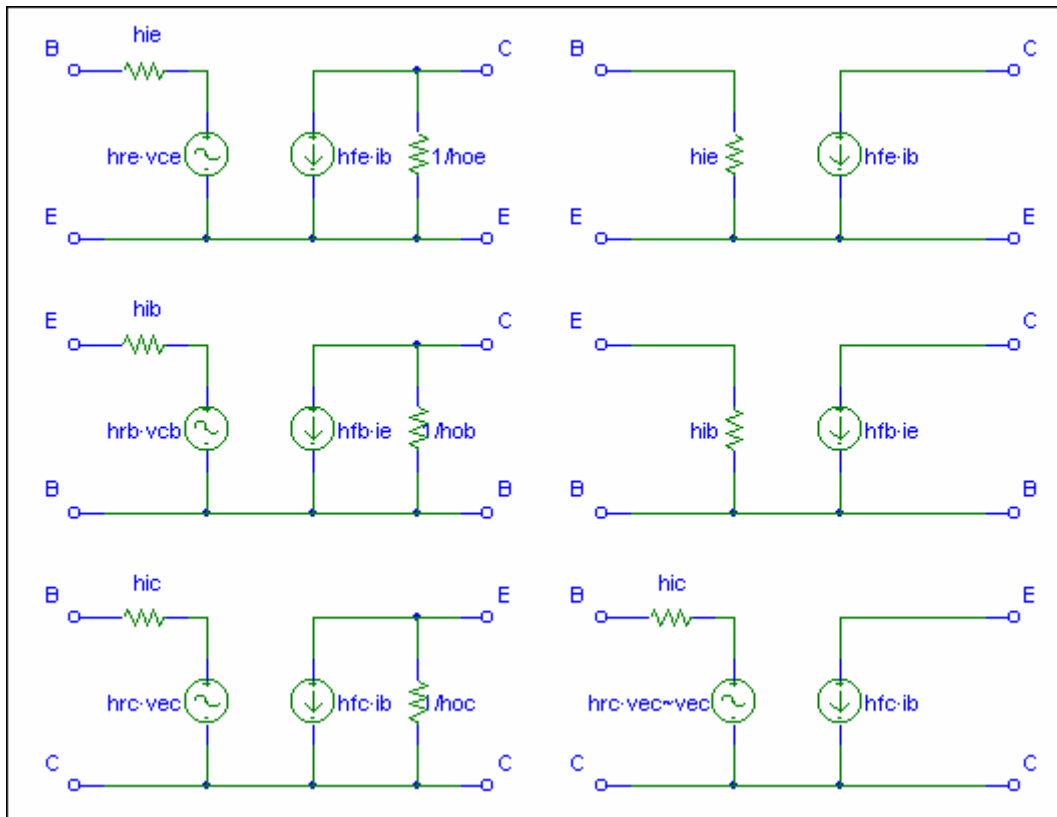 hie
B C B C
hre·vce hfe·ib 1/hoe hie hfe·ib
E E E E
hib
E C E C
hrb·vcb hfb·ie 1/hob hib hfb·ie
B B B B
hic hic
B E B E
hrc·vec hfc·ib 1/hoc hrc·vec~vec hfc·ib
C C C C